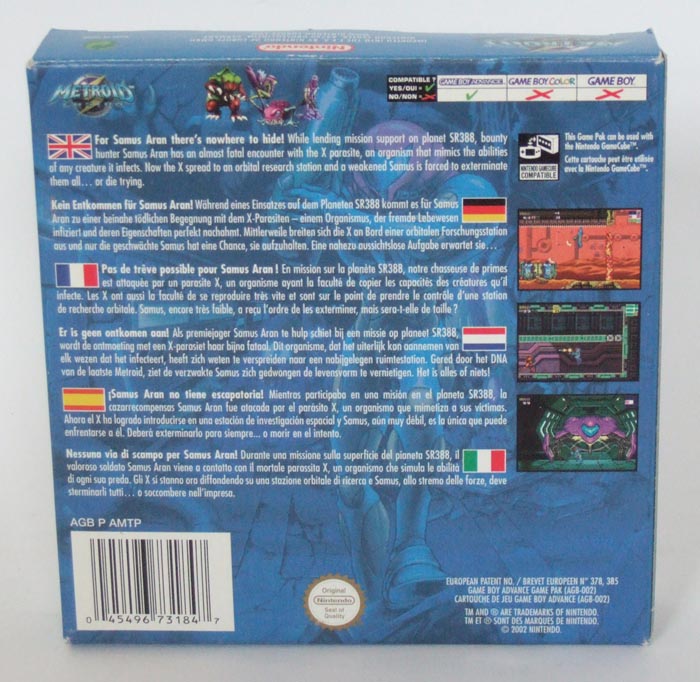 Nintendo
METROID
COMPATIBLE ?
YES/OUI =
NO/NON =
GAME BOY ADVANCE
GAME BOY COLOR
GAME BOY
For Samus Aran there's nowhere to hide! While lending mission support on planet SR388, bounty
hunter Samus Aran has an almost fatal encounter with the X parasite, an organism that mimics the abilities
of any creature it infects. Now the X spread to an orbital research station and a weakened Samus is forced to exterminate
them all... or die trying.
This Game Pak can be used with
the Nintendo GameCube™.
Cette cartouche peut être utilisée
avec la Nintendo GameCube™.
NINTENDO GAMECUBE
COMPATIBLE
Kein Entkommen für Samus Aran! Während eines Einsatzes auf dem Planeten SR388 kommt es für Samus
Aran zu einer beinahe tödlichen Begegnung mit dem X-Parasiten – einem Organismus, der fremde Lebewesen
infiziert und deren Eigenschaften perfekt nachahmt. Mittlerweile breiten sich die X an Bord einer orbitalen Forschungsstation
aus und nur die geschwächte Samus hat eine Chance, sie aufzuhalten. Eine nahezu aussichtslose Aufgabe erwartet sie...
Pas de trêve possible pour Samus Aran ! En mission sur la planète SR388, notre chasseuse de primes
est attaquée par un parasite X, un organisme ayant la faculté de copier les capacités des créatures qu'il
infecte. Les X ont aussi la faculté de se reproduire très vite et sont sur le point de prendre le contrôle d'une station
de recherche orbitale. Samus, encore très faible, a reçu l'ordre de les exterminer, mais sera-t-elle de taille ?
Er is geen ontkomen aan! Als premiejager Samus Aran te hulp schiet bij een missie op planeet SR388,
wordt de ontmoeting met een X-parasiet haar bijna fataal. Dit organisme, dat het uiterlijk kan aannemen van
elk wezen dat het infecteert, heeft zich weten te verspreiden naar een nabijgelegen ruimtestation. Gered door het DNA
van de laatste Metroid, ziet de verzwakte Samus zich gedwongen de levensvorm te vernietigen. Het is alles of niets!
¡Samus Aran no tiene escapatoria! Mientras participaba en una misión en el planeta SR388, la
cazarrecompensas Samus Aran fue atacada por el parásito X, un organismo que mimetiza a sus víctimas.
Ahora el X ha logrado introducirse en una estación de investigación espacial y Samus, aún muy débil, es la única que puede
enfrentarse a él. Deberá exterminarlo para siempre... o morir en el intento.
Nessuna via di scampo per Samus Aran! Durante una missione sulla superficie del pianeta SR388, il
valoroso soldato Samus Aran viene a contatto con il mortale parassita X, un organismo che simula le abilità
di ogni sua preda. Gli X si stanno ora diffondendo su una stazione orbitale di ricerca e Samus, allo stremo delle forze, deve
sterminarli tutti... o soccombere nell'impresa.
AGB P AMTP
0 45496 73184 7
Original
Nintendo
Seal of
Quality
EUROPEAN PATENT NO. / BREVET EUROPEEN N° 378, 385
GAME BOY ADVANCE GAME PAK (AGB-002)
CARTOUCHE DE JEU GAME BOY ADVANCE (AGB-002)
TM AND ® ARE TRADEMARKS OF NINTENDO.
TM ET ® SONT DES MARQUES DE NINTENDO.
© 2002 NINTENDO.